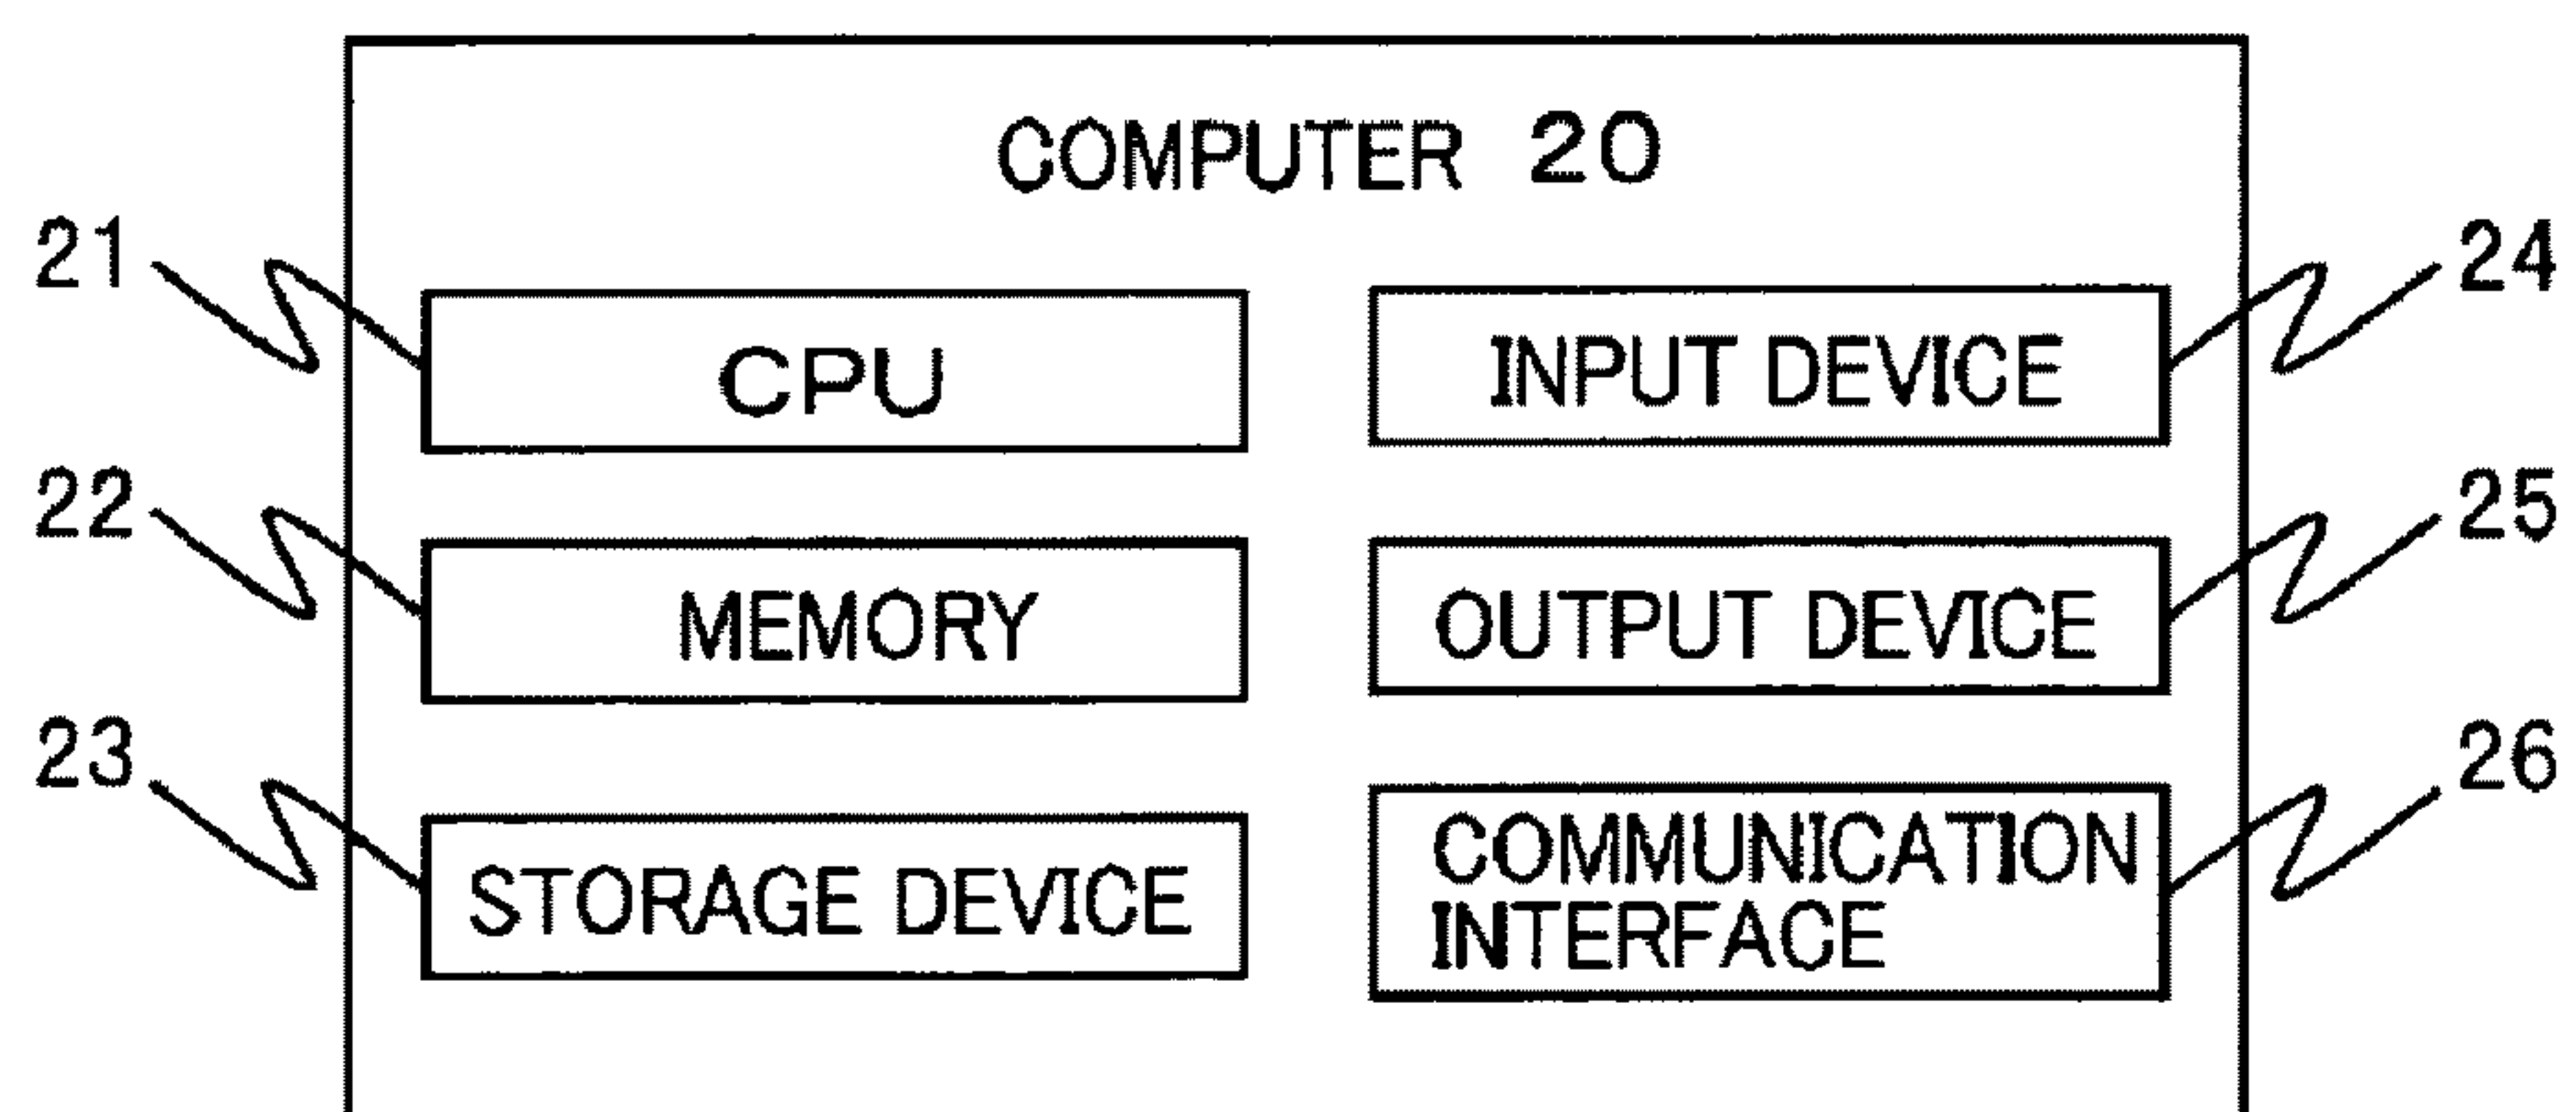 COMPUTER 20
21
CPU
INPUT DEVICE
24
22
MEMORY
OUTPUT DEVICE
25
23
STORAGE DEVICE
COMMUNICATION
INTERFACE
26